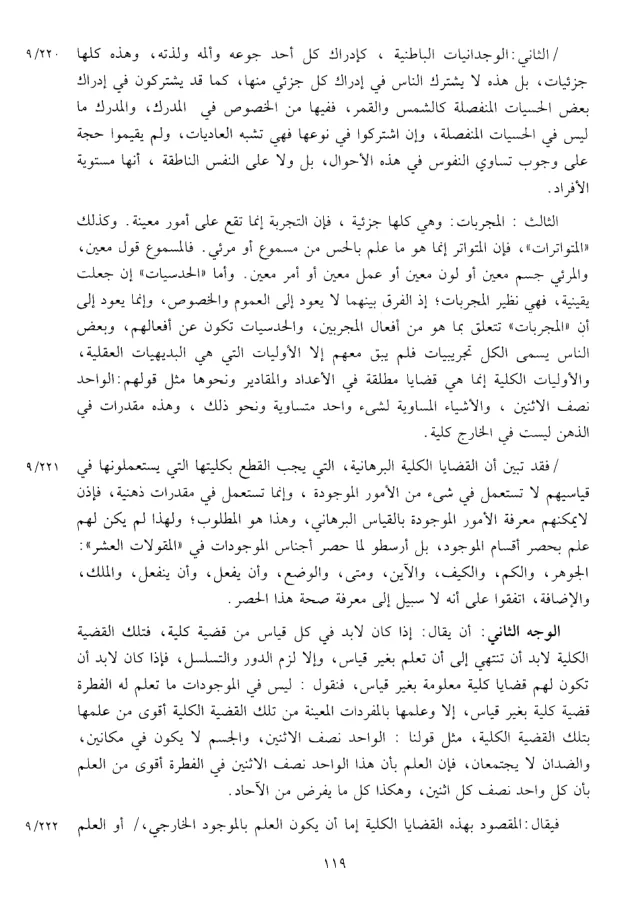 / الثاني: الوجدانيات الباطنية ، كإدراك كل أحد جوعه وألمه ولذته، وهذه كلها ٩/٢٢٠
جزئيات، بل هذه لا يشترك الناس في إدراك كل جزئي منها، كما قد يشتركون في إدراك
بعض الحسيات المنفصلة كالشمس والقمر، ففيها من الخصوص في المدرك، والمدرك ما
ليس في الحسيات المنفصلة، وإن اشتركوا في نوعها فهي تشبه العاديات، ولم يقيموا حجة
على وجوب تساوي النفوس في هذه الأحوال، بل ولا على النفس الناطقة ، أنها مستوية
الأفراد.
الثالث : المجربات: وهي كلها جزئية ، فإن التجربة إنما تقع على أمور معينة. وكذلك
«المتواترات»، فإن المتواتر إنما هو ما علم بالحس من مسموع أو مرئي. فالمسموع قول معين،
والمرئي جسم معين أو لون معين أو عمل معين أو أمر معين. وأما «الحدسيات» إن جعلت
يقينية، فهي نظير المجربات؛ إذ الفرق بينهما لا يعود إلى العموم والخصوص، وإنما يعود إلى
أن «المجربات» تتعلق بما هو من أفعال المجربين، والحدسيات تكون عن أفعالهم، وبعض
الناس يسمى الكل تجريبيات فلم يبق معهم إلا الأوليات التي هي البديهيات العقلية،
والأوليات الكلية إنما هي قضايا مطلقة في الأعداد والمقادير ونحوها مثل قولهم: الواحد
نصف الاثنين ، والأشياء المساوية لشىء واحد متساوية ونحو ذلك ، وهذه مقدرات في
الذهن ليست في الخارج كلية.
/ فقد تبين أن القضايا الكلية البرهانية، التي يجب القطع بكليتها التي يستعملونها في ٩/٢٢١
قياسيهم لا تستعمل في شىء من الأمور الموجودة ، وإنما تستعمل في مقدرات ذهنية، فإذن
لايمكنهم معرفة الأمور الموجودة بالقياس البرهاني، وهذا هو المطلوب؛ ولهذا لم يكن لهم
علم بحصر أقسام الموجود، بل أرسطو لما حصر أجناس الموجودات في «المقولات العشر»:
الجوهر، والكم، والكيف، والأين، ومتى، والوضع، وأن يفعل، وأن ينفعل، والملك،
والإضافة، اتفقوا على أنه لا سبيل إلى معرفة صحة هذا الحصر.
الوجه الثاني: أن يقال: إذا كان لابد في كل قياس من قضية كلية، فتلك القضية
الكلية لابد أن تنتهي إلى أن تعلم بغير قياس، وإلا لزم الدور والتسلسل، فإذا كان لابد أن
تكون لهم قضايا كلية معلومة بغير قياس، فنقول : ليس في الموجودات ما تعلم له الفطرة
قضية كلية بغير قياس، إلا وعلمها بالمفردات المعينة من تلك القضية الكلية أقوى من علمها
بتلك القضية الكلية، مثل قولنا : الواحد نصف الاثنين، والجسم لا يكون في مكانين،
والضدان لا يجتمعان، فإن العلم بأن هذا الواحد نصف الاثنين في الفطرة أقوى من العلم
بأن كل واحد نصف كل اثنين، وهكذا كل ما يفرض من الآحاد.
فيقال: المقصود بهذه القضايا الكلية إما أن يكون العلم بالموجود الخارجي،/ أو العلم ٩/٢٢٢
١١٩